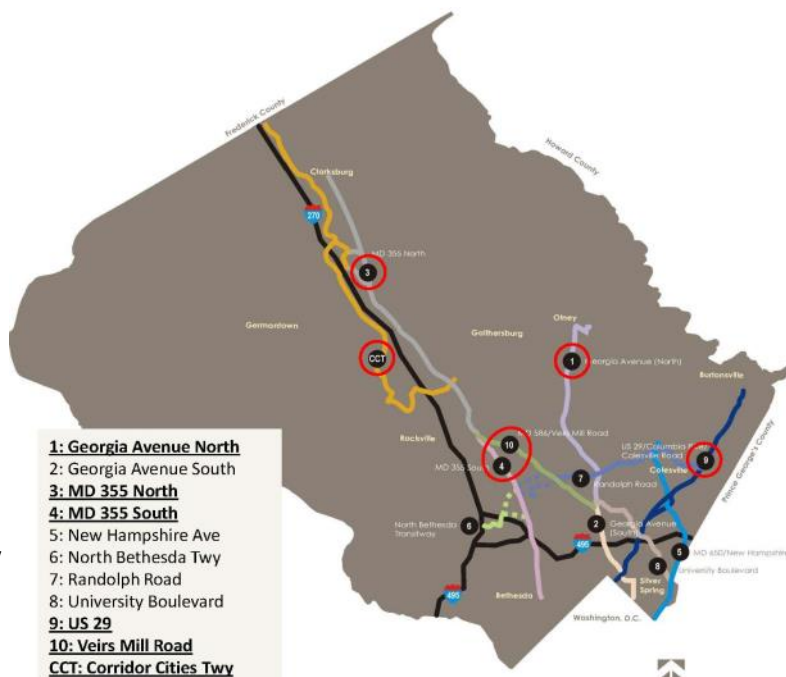 Frederick County
Howard County
Clarksburg
270
MD 355 North
3
Olney
Germantown
Gaithersburg
CCT
1
Georgia Avenue (North)
Burtonsville
Prince George's County
10
MD 586/Veirs Mill Road
Rockville
US 29/Columbia Pike/
Colesville Road
9
MD 355 South
4
Colesville
7
Randolph Road
North Bethesda
Transitway
6
2
Georgia Avenue
(South)
495
5
MD 650/New Hampshire
8
University Boulevard
Silver
Spring
495
Bethesda
Washington, D.C.
1: Georgia Avenue North
2: Georgia Avenue South
3: MD 355 North
4: MD 355 South
5: New Hampshire Ave
6: North Bethesda Twy
7: Randolph Road
8: University Boulevard
9: US 29
10: Veirs Mill Road
CCT: Corridor Cities Twy